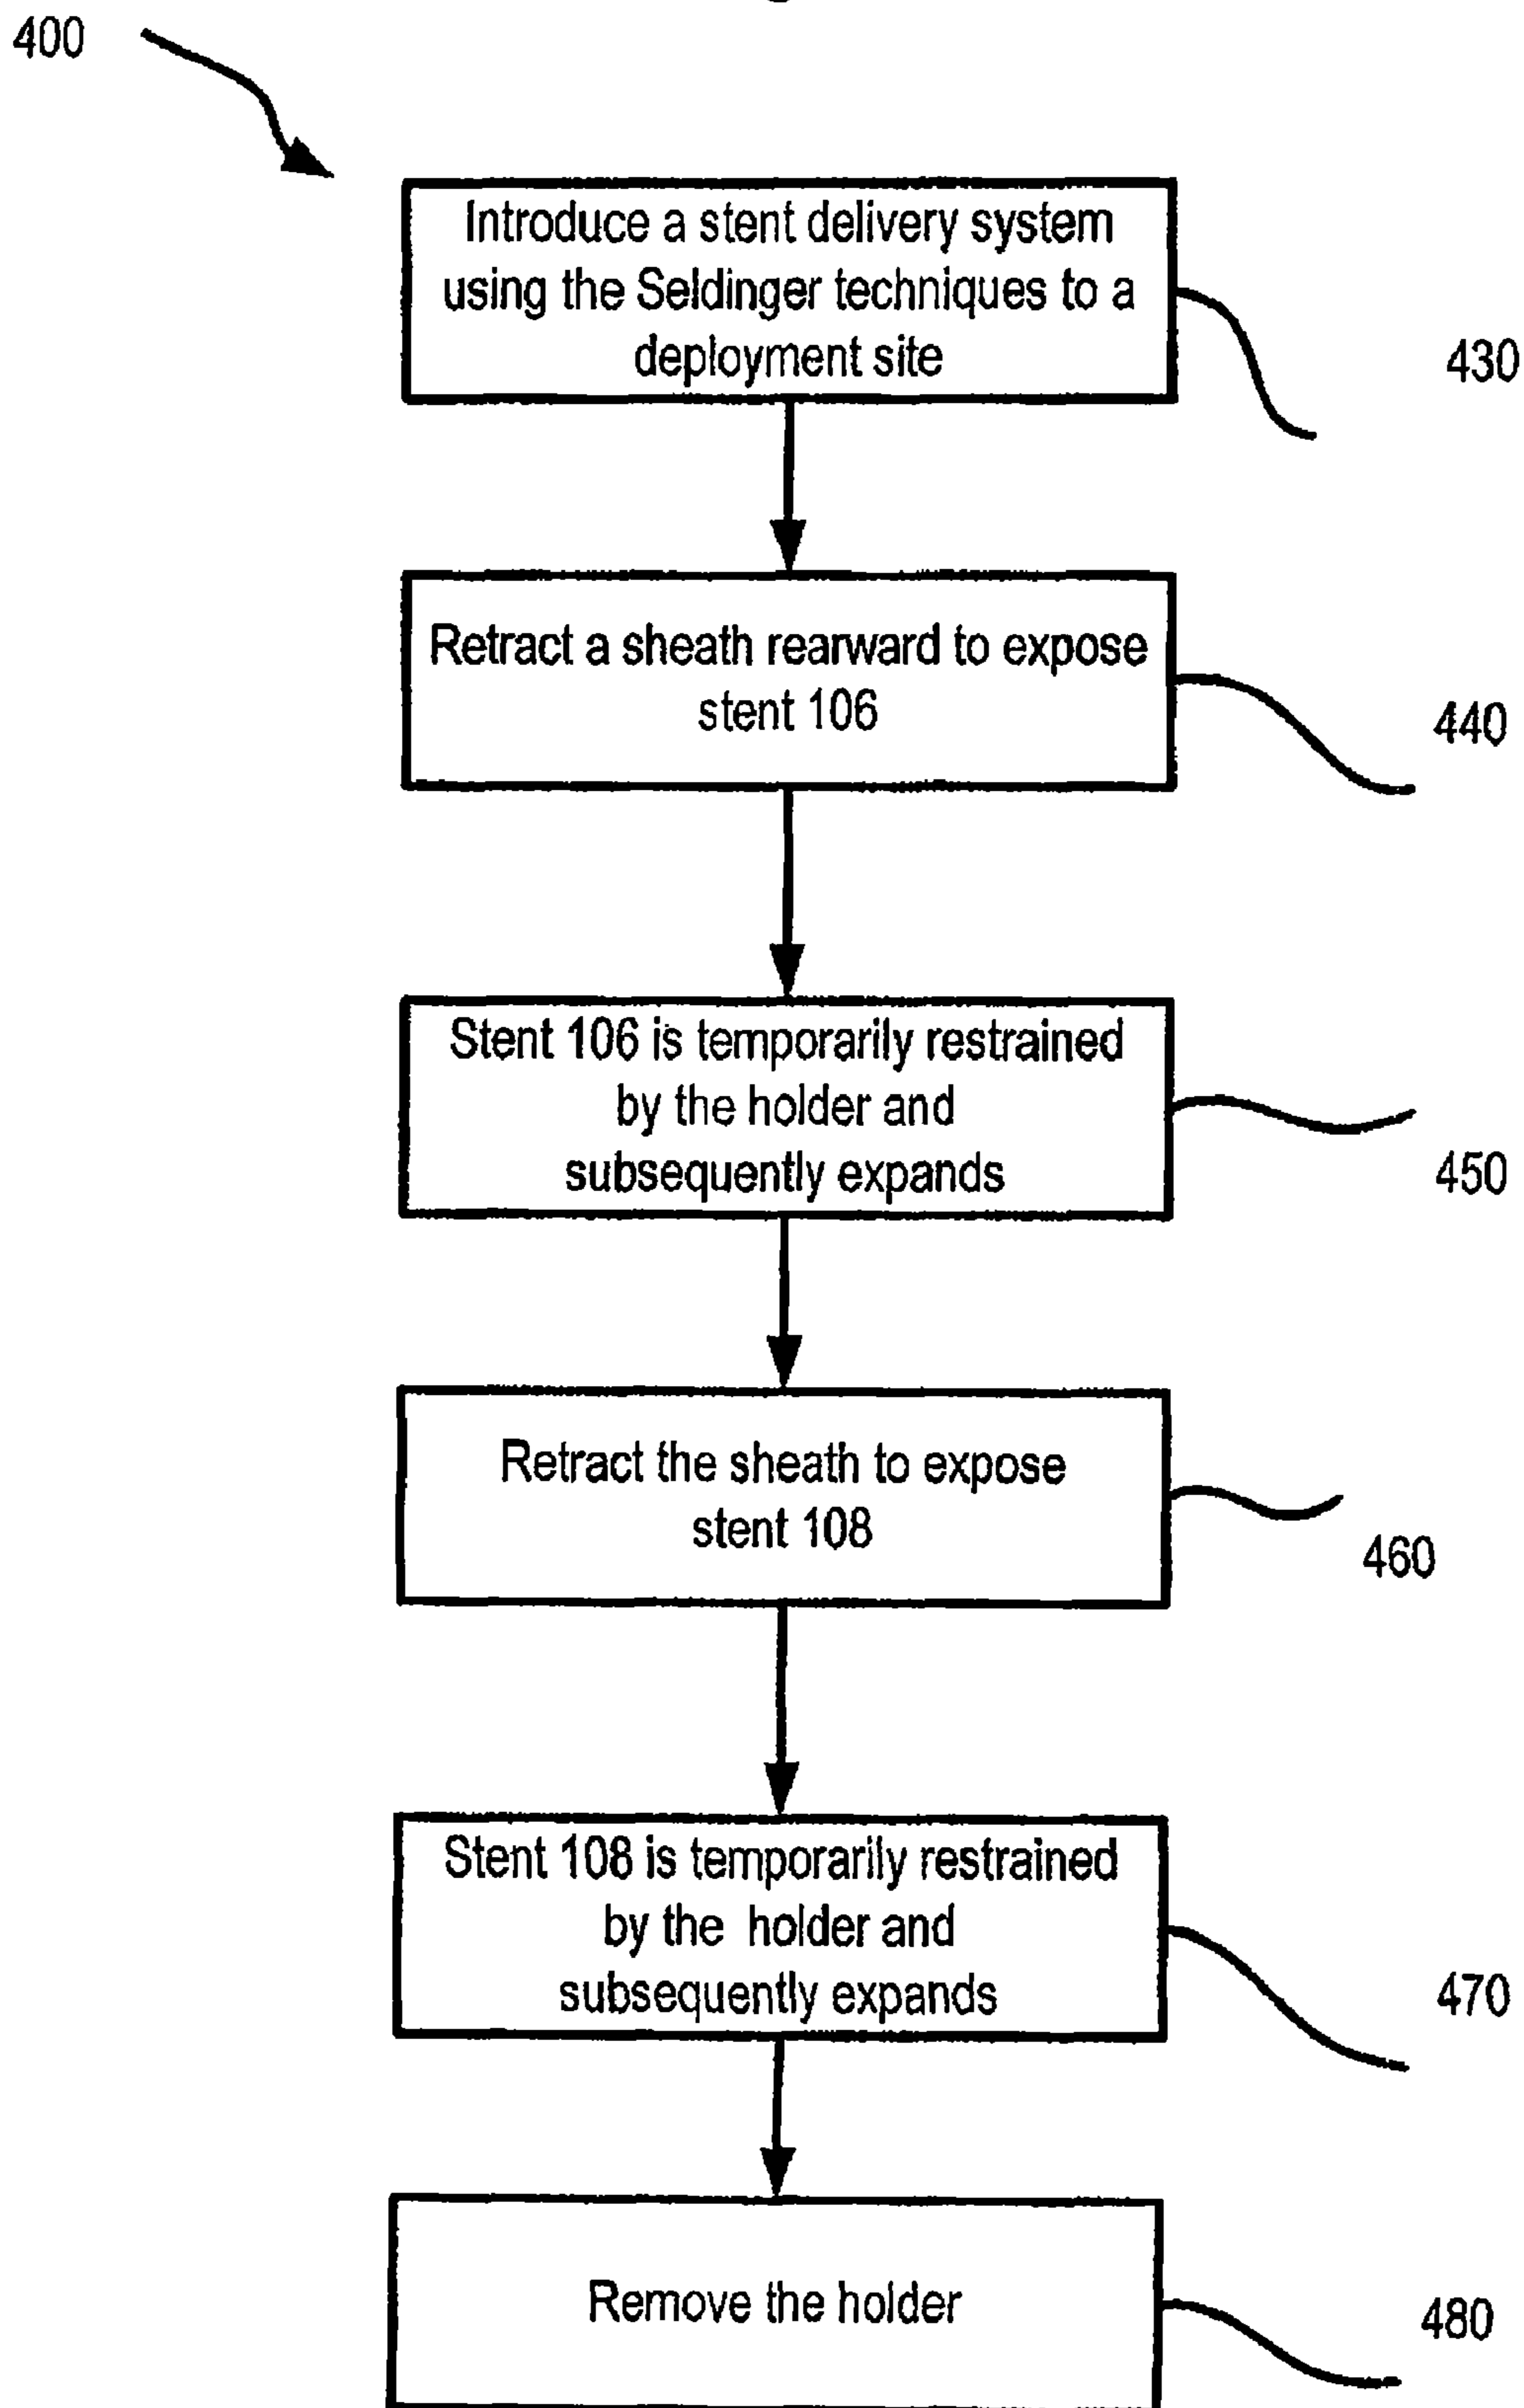 400
Introduce a stent delivery system
using the Seldinger techniques to a
deployment site
430
Retract a sheath rearward to expose
stent 106
440
Stent 106 is temporarily restrained
by the holder and
subsequently expands
450
Retract the sheath to expose
stent 108
460
Stent 108 is temporarily restrained
by the holder and
subsequently expands
470
Remove the holder
480